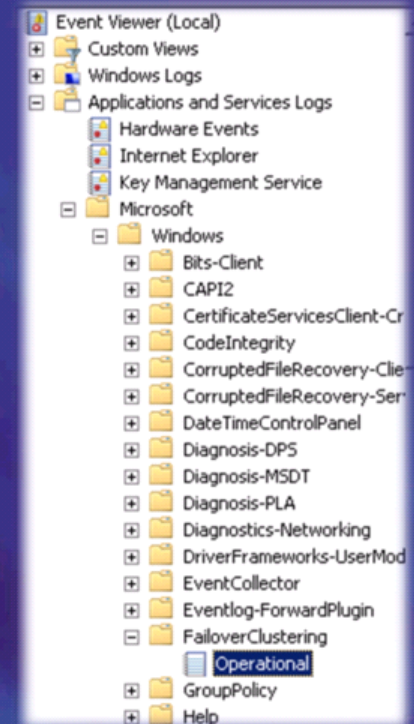 Event Viewer (Local)
Custom Views
Windows Logs
Applications and Services Logs
Hardware Events
Internet Explorer
Key Management Service
Microsoft
Windows
Bits-Client
CAPI2
CertificateServicesClient-Cr
CodeIntegrity
CorruptedFileRecovery-Clie
CorruptedFileRecovery-Ser
DateTimeControlPanel
Diagnosis-DPS
Diagnosis-MSDT
Diagnosis-PLA
Diagnostics-Networking
DriverFrameworks-UserMod
EventCollector
Eventlog-ForwardPlugin
FailoverClustering
Operational
GroupPolicy
Help